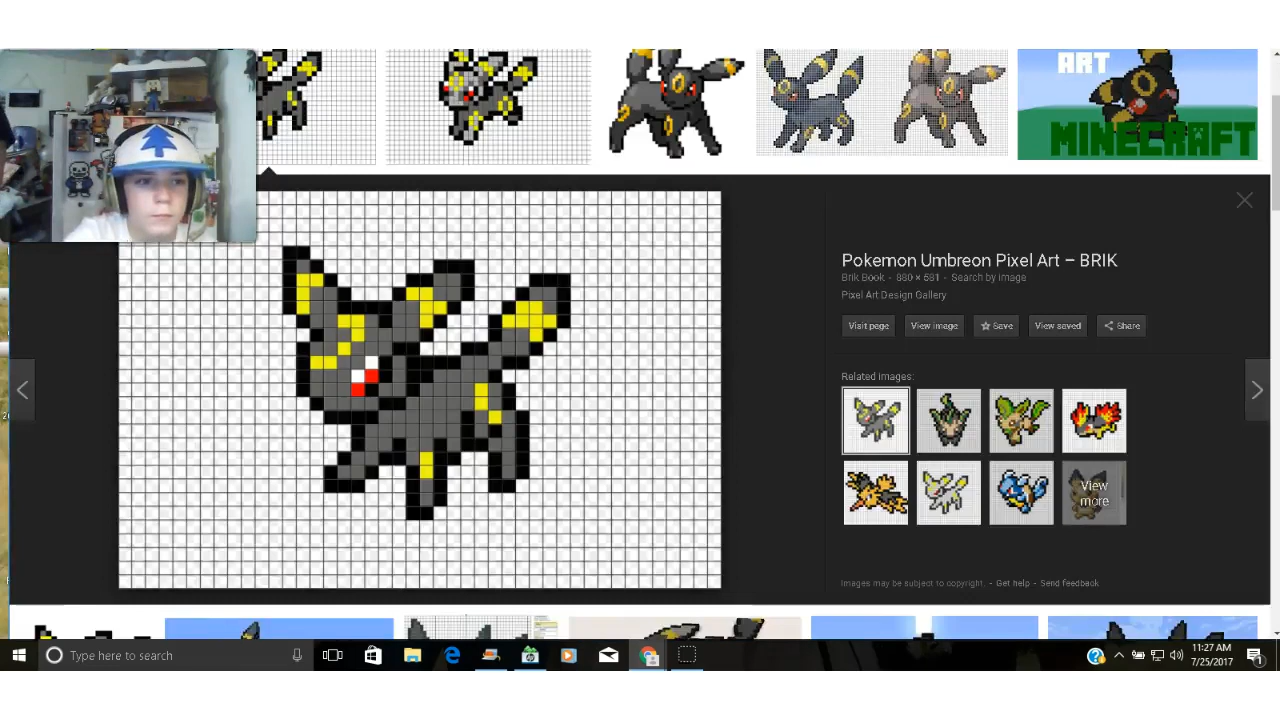 ART
MINECRAFT
Pokemon Umbreon Pixel Art – BRIK
Brik Book - 880 × 581 - Search by image
Pixel Art Design Gallery
Visit page
View image
Save
View saved
Share
Related images:
View more
Images may be subject to copyright. - Get help - Send feedback
Type here to search
11:27 AM
7/25/2017